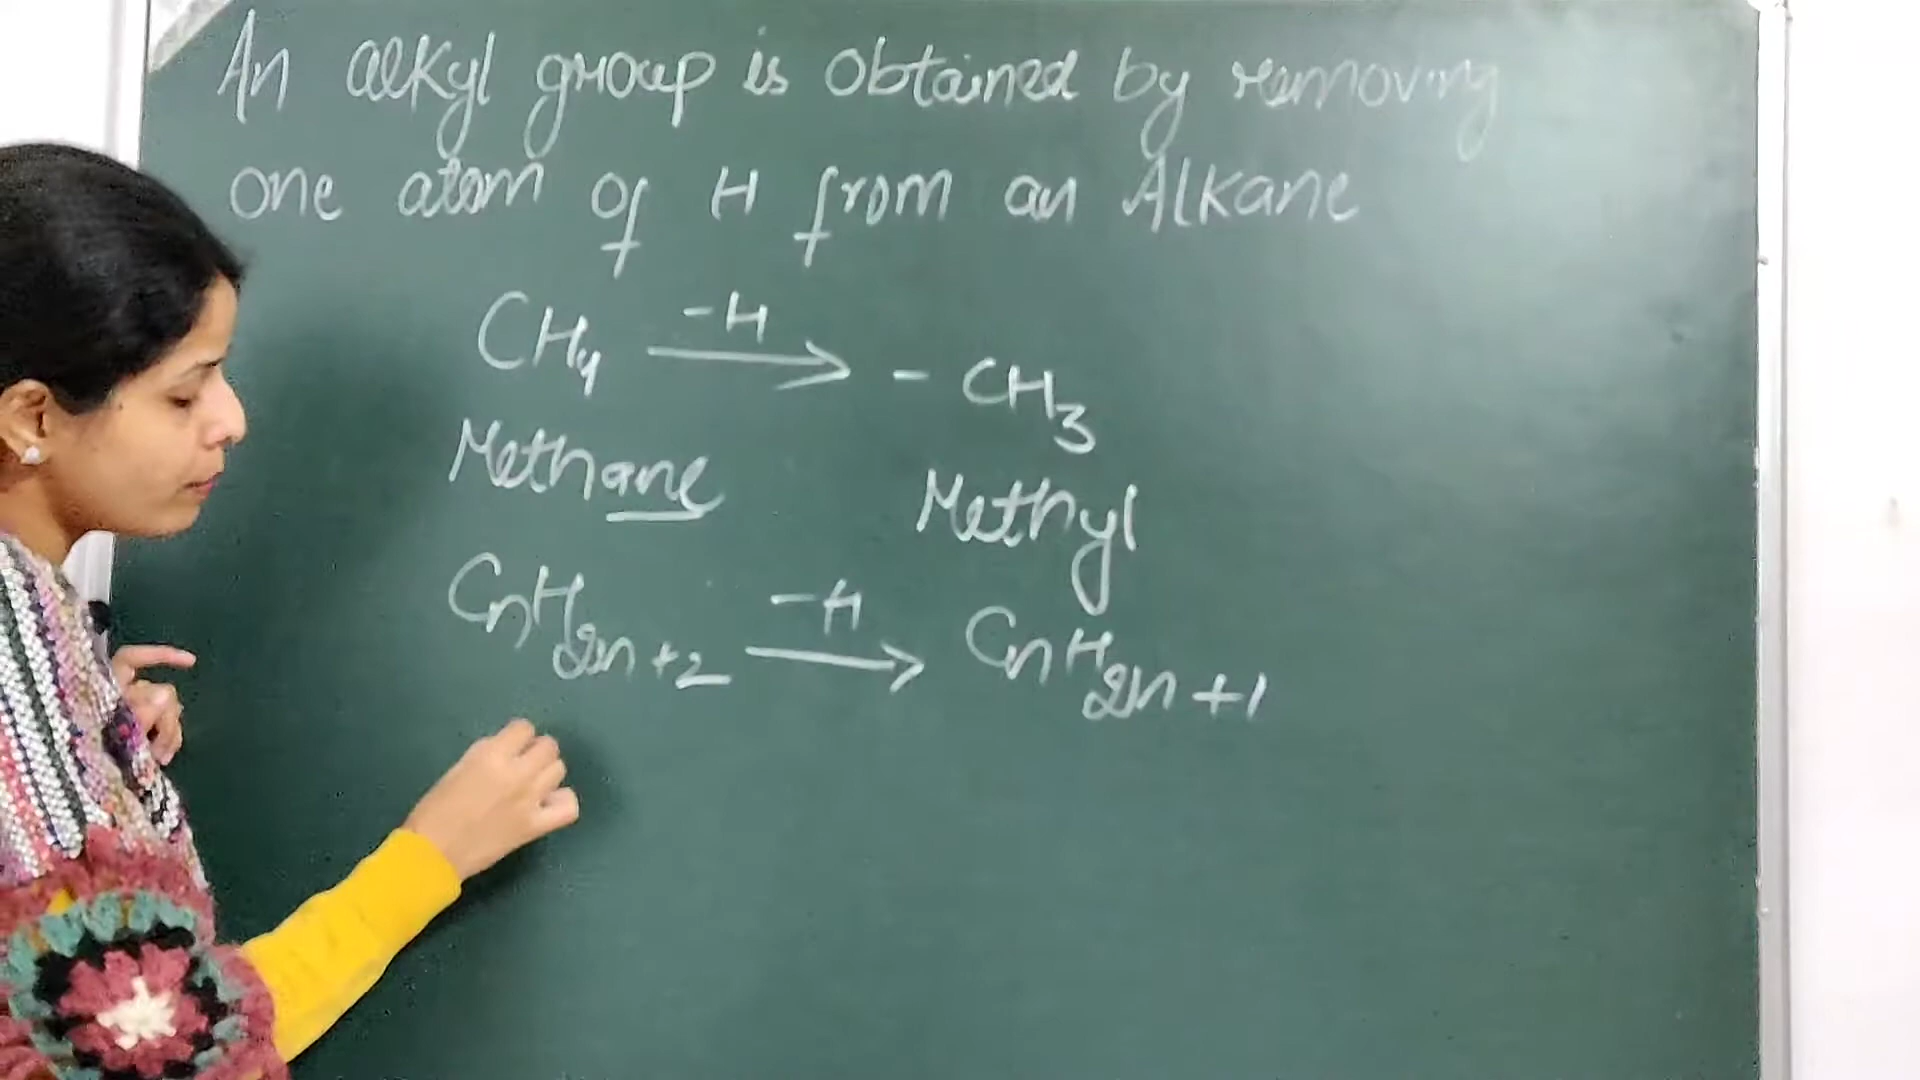 An alkyl group is obtained by removing
one atom of H from an Alkane
CH₄ -H → - CH₃
Methane Methyl
CnH₂n+2 -H → CnH₂n+1